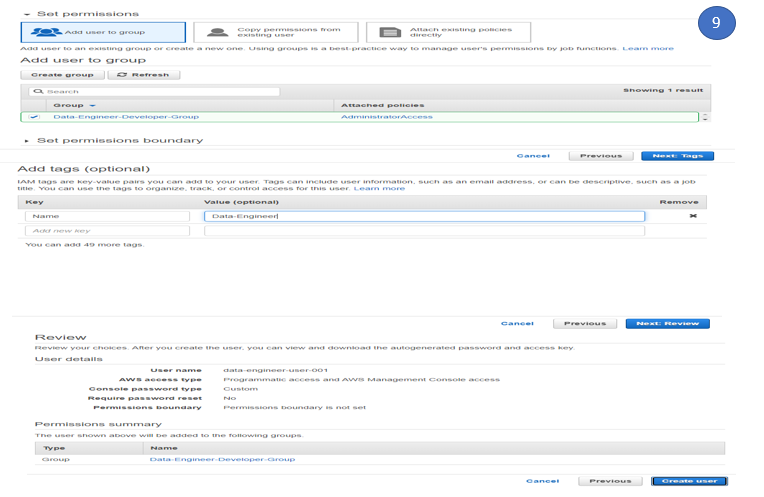 Set permissions
9
Add user to group
Copy permissions from
existing user
Attach existing policies
directly
Add user to an existing group or create a new one. Using groups is a best-practice way to manage user's permissions by job functions. Learn more
Add user to group
Create group Refresh
Search Showing 1 result
Group Attached policies
Data-Engineer-Developer-Group AdministratorAccess
Set permissions boundary
Cancel Previous Next: Tags
Add tags (optional)
IAM tags are key-value pairs you can add to your user. Tags can include user information, such as an email address, or can be descriptive, such as a job
title. You can use the tags to organize, track, or control access for this user. Learn more
Key Value (optional) Remove
Name Data-Engineer
Add new key
You can add 49 more tags.
Cancel Previous Next: Review
Review
Review your choices. After you create the user, you can view and download the autogenerated password and access key.
User details
User name data-engineer-user-001
AWS access type Programmatic access and AWS Management Console access
Console password type Custom
Require password reset No
Permissions boundary Permissions boundary is not set
Permissions summary
The user shown above will be added to the following groups.
Type Name
Group Data-Engineer-Developer-Group
Cancel Previous Create user